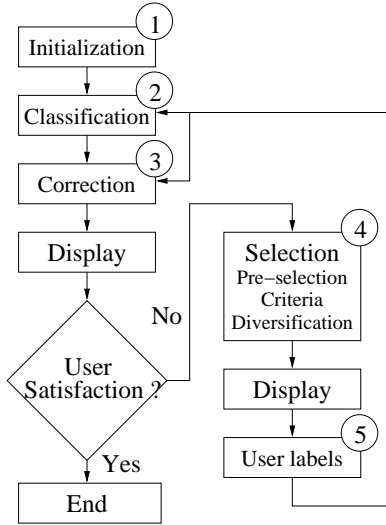 1
Initialization
2
Classification
3
Correction
Display
User
Satisfaction ?
No
Yes
End
4
Selection
Pre−selection
Criteria
Diversification
Display
5
User labels